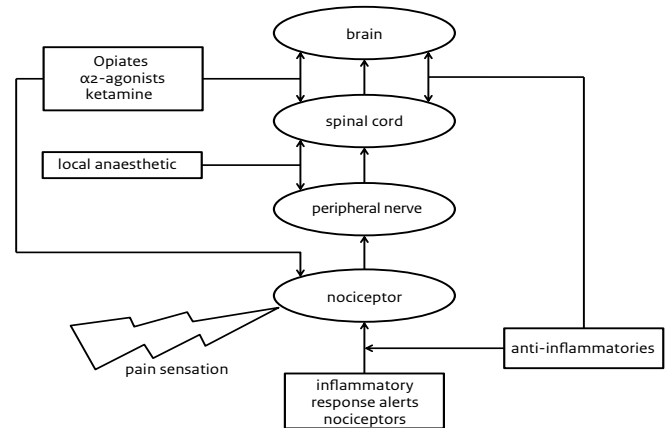 brain
Opiates
α2-agonists
ketamine
spinal cord
local anaesthetic
peripheral nerve
nociceptor
anti-inflammatories
pain sensation
inflammatory
response alerts
nociceptors